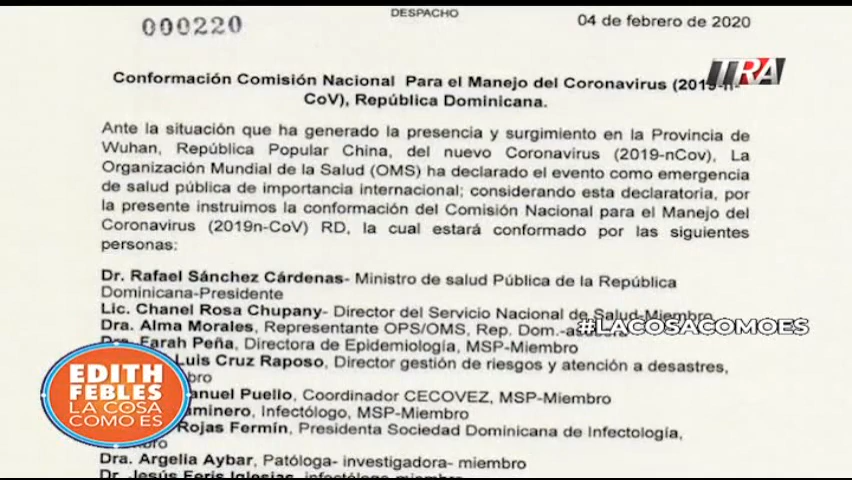 DESPACHO
000220
04 de febrero de 2020
TRA
Conformación Comisión Nacional Para el Manejo del Coronavirus (2019-n-
CoV), República Dominicana.
Ante la situación que ha generado la presencia y surgimiento en la Provincia de
Wuhan, República Popular China, del nuevo Coronavirus (2019-nCov), La
Organización Mundial de la Salud (OMS) ha declarado el evento como emergencia
de salud pública de importancia internacional; considerando esta declaratoria, por
la presente instruimos la conformación del Comisión Nacional para el Manejo del
Coronavirus (2019n-CoV) RD, la cual estará conformado por las siguientes
personas:
Dr. Rafael Sánchez Cárdenas- Ministro de salud Pública de la República
Dominicana-Presidente
Lic. Chanel Rosa Chupany- Director del Servicio Nacional de Salud-Miembro
#LACOSACOMOES
Dra. Alma Morales, Representante OPS/OMS, Rep. Dom.-
Dra. Farah Peña, Directora de Epidemiología, MSP-Miembro
Luis Cruz Raposo, Director gestión de riesgos y atención a desastres,
Puello, Coordinador CECOVEZ, MSP-Miembro
Infectólogo, MSP-Miembro
Rojas Fermín, Presidenta Sociedad Dominicana de Infectología,
Dra. Argelia Aybar, Patóloga- investigadora- miembro
Dr. Jesús Feris Iglesias, infectólogo miembro
EDITH
FEBLES
LA COSA
COMO ES